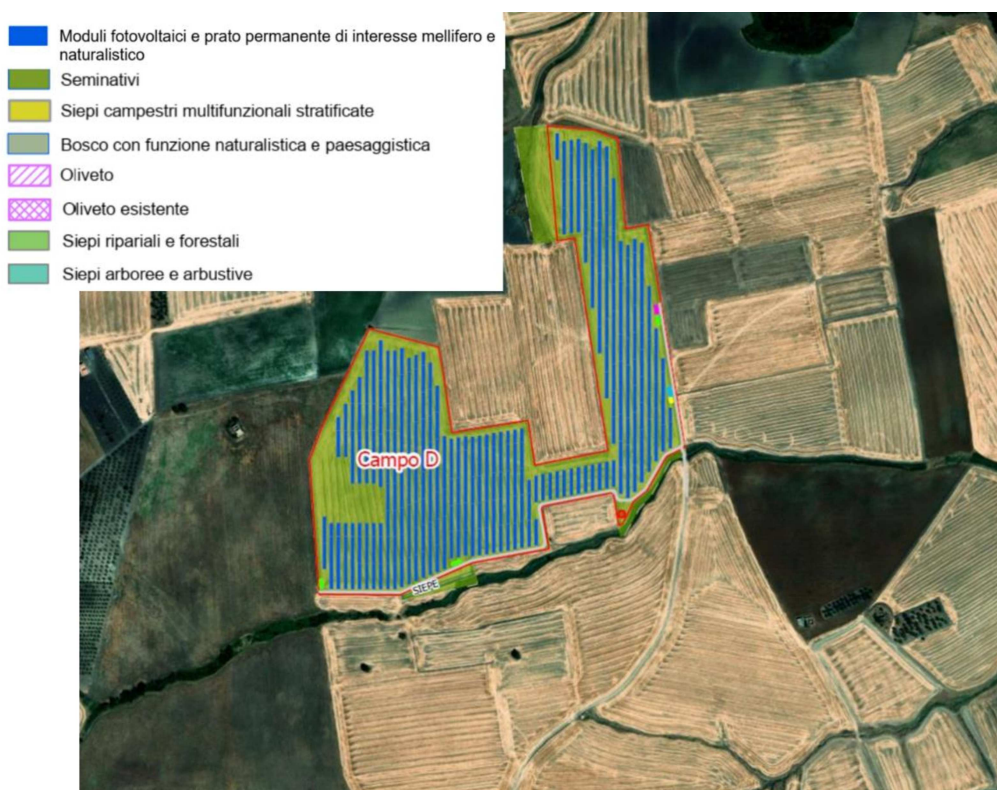 Moduli fotovoltaici e prato permanente di interesse mellifero e
naturalistico
Seminativi
Siepi campestri multifunzionali stratificate
Bosco con funzione naturalistica e paesaggistica
Oliveto
Oliveto esistente
Siepi ripariali e forestali
Siepi arboree e arbustive
Campo D
SIEPE